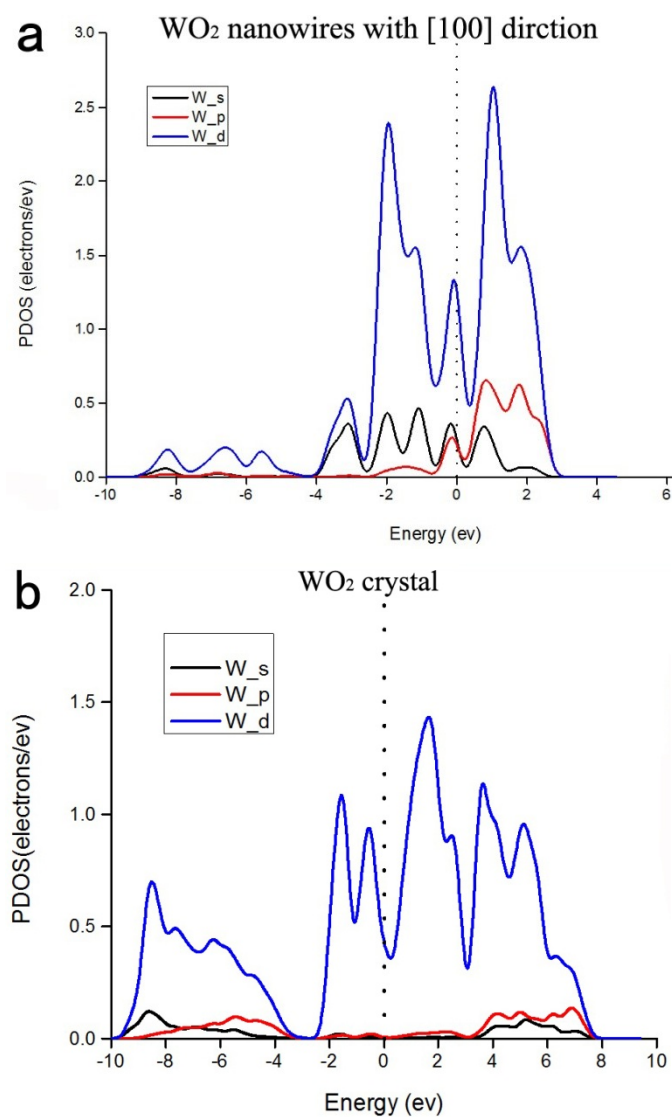 a
WO₂ nanowires with [100] dirction
3.0
2.5
2.0
1.5
1.0
0.5
0.0
PDOS (electrons/ev)
W_s
W_p
W_d
-10 -8 -6 -4 -2 0 2 4 6
Energy (ev)
b
WO₂ crystal
2.0
1.5
1.0
0.5
0.0
PDOS(electrons/ev)
W_s
W_p
W_d
-10 -8 -6 -4 -2 0 2 4 6 8 10
Energy (ev)